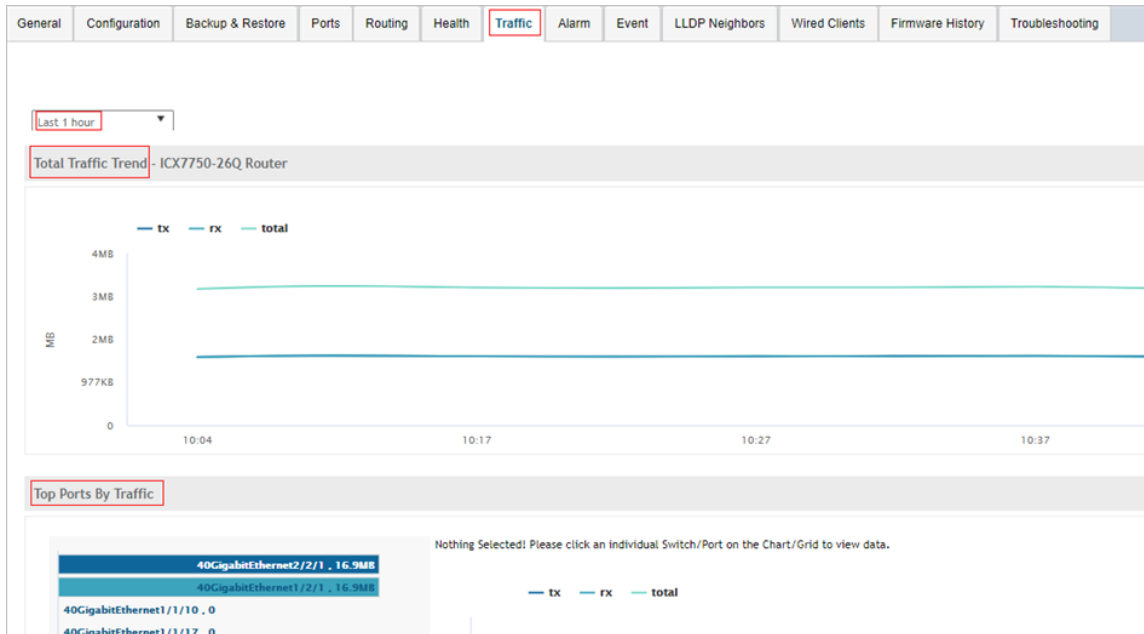 General Configuration Backup & Restore Ports Routing Health Traffic Alarm Event LLDP Neighbors Wired Clients Firmware History Troubleshooting
Last 1 hour
Total Traffic Trend - ICX7750-26Q Router
tx rx total
4MB
3MB
MB
2MB
977KB
0
10:04 10:17 10:27 10:37
Top Ports By Traffic
Nothing Selected! Please click an individual Switch/Port on the Chart/Grid to view data.
40GigabitEthernet2/2/1 , 16.9MB
40GigabitEthernet1/2/1 , 16.9MB
tx rx total
40GigabitEthernet1/1/10 , 0
40GigabitEthernet1/1/17 , 0